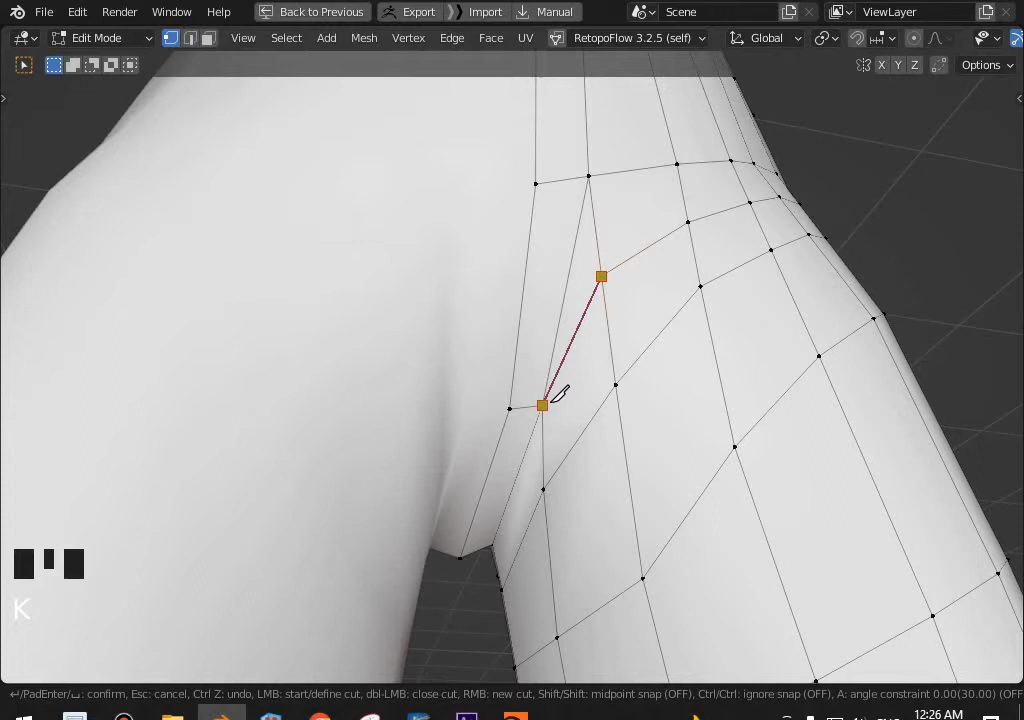 File Edit Render Window Help Back to Previous Export Import Manual Scene ViewLayer
Edit Mode View Select Add Mesh Vertex Edge Face UV RetopoFlow 3.2.5 (self) Global
X Y Z Options
K
/PadEnter/: confirm, Esc: cancel, Ctrl Z: undo, LMB: start/define cut, dbl-LMB: close cut, RMB: new cut, Shift/Shift: midpoint snap (OFF), Ctrl/Ctrl: ignore snap (OFF), A: angle constraint 0.00(30.00) (OFF
12:26 AM